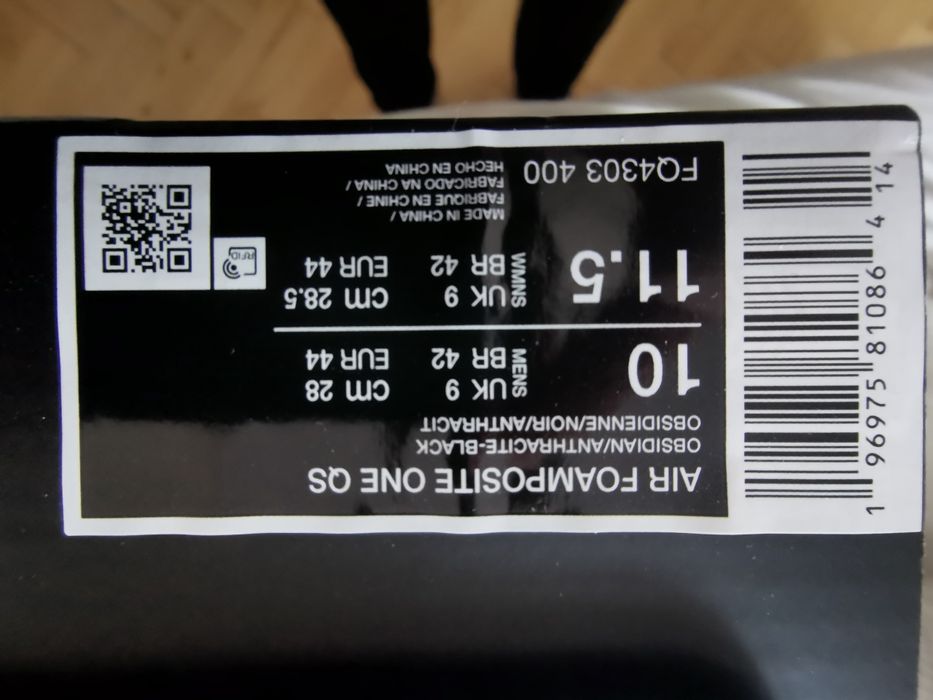 AIR FOAMPOSITE ONE QS
OBSIDIAN/ANTHRACITE-BLACK
OBSIDIENNE/NOIR/ANTHRACIT
10 MENS UK 9 cm 28
BR 42 EUR 44
11.5 WMNS UK 9 cm 28.5
BR 42 EUR 44
FQ4303 400
MADE IN CHINA /
FABRIQUE EN CHINE /
FABRICADO NA CHINA /
HECHO EN CHINA
RFID
1 96975 81086 4 14